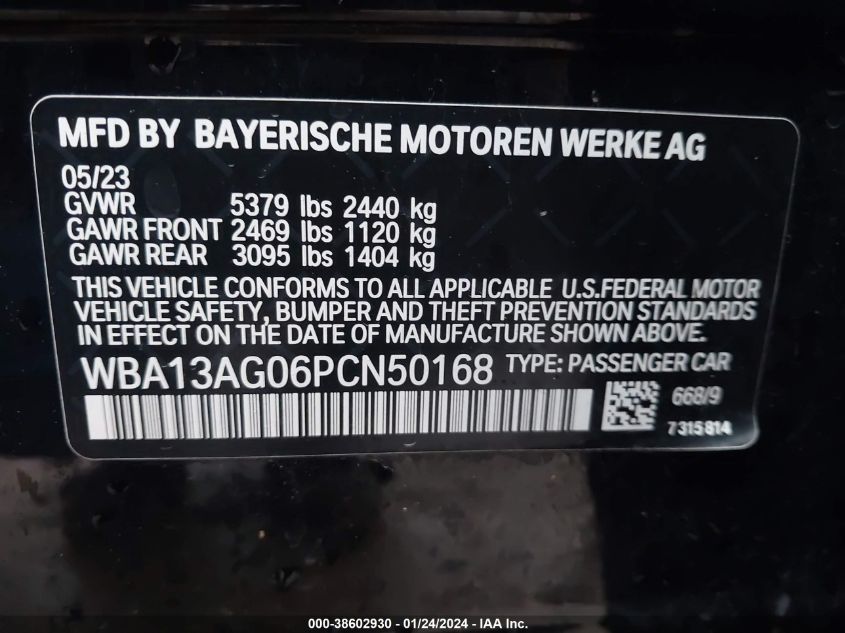 MFD BY BAYERISCHE MOTOREN WERKE AG
05/23
GVWR 5379 lbs 2440 kg
GAWR FRONT 2469 lbs 1120 kg
GAWR REAR 3095 lbs 1404 kg
THIS VEHICLE CONFORMS TO ALL APPLICABLE U.S.FEDERAL MOTOR
VEHICLE SAFETY, BUMPER AND THEFT PREVENTION STANDARDS
IN EFFECT ON THE DATE OF MANUFACTURE SHOWN ABOVE.
WBA13AG06PCN50168 TYPE: PASSENGER CAR
668/9
7315814
000-38602930 - 01/24/2024 - IAA Inc.